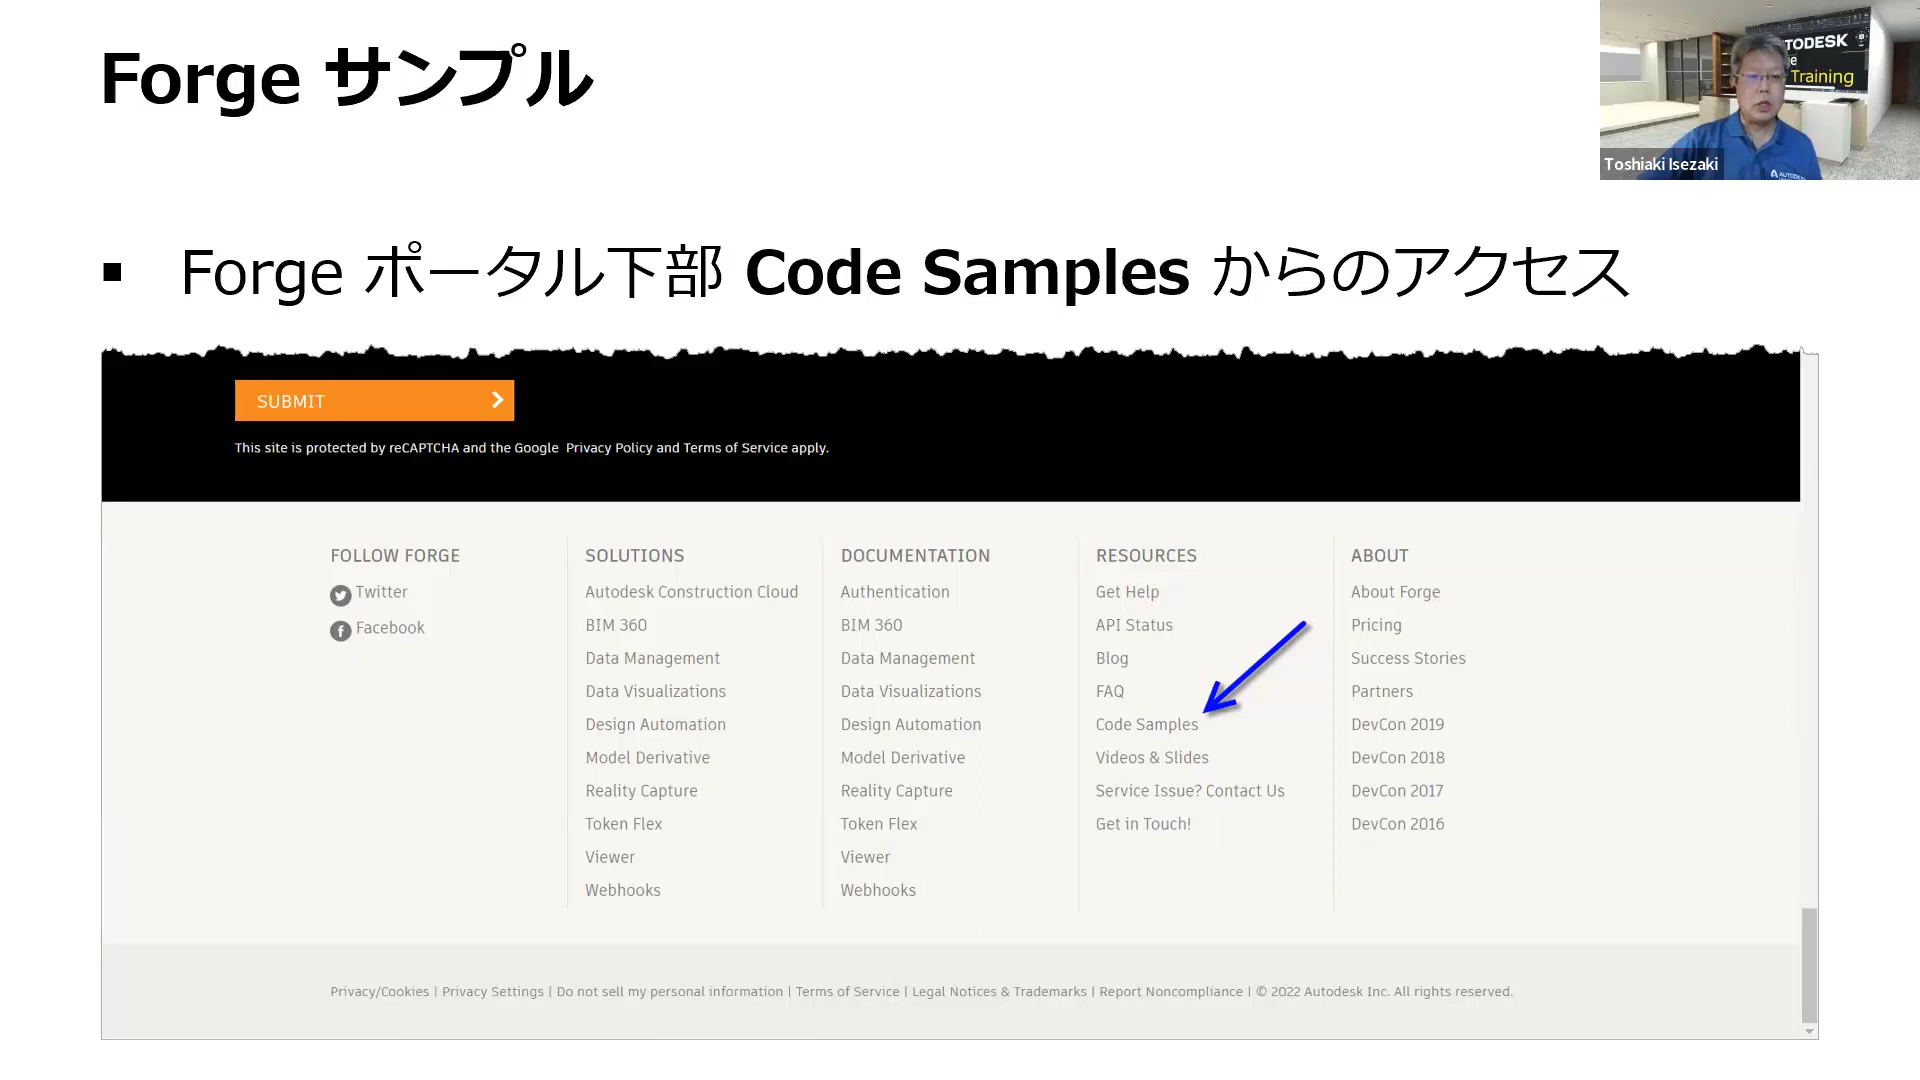 Forge サンプル
TODESK
e
Training
AUTODESK
Toshiaki Isezaki
▪ Forge ポータル下部 Code Samples からのアクセス
SUBMIT
This site is protected by reCAPTCHA and the Google Privacy Policy and Terms of Service apply.
FOLLOW FORGE
Twitter
Facebook
SOLUTIONS
Autodesk Construction Cloud
BIM 360
Data Management
Data Visualizations
Design Automation
Model Derivative
Reality Capture
Token Flex
Viewer
Webhooks
DOCUMENTATION
Authentication
BIM 360
Data Management
Data Visualizations
Design Automation
Model Derivative
Reality Capture
Token Flex
Viewer
Webhooks
RESOURCES
Get Help
API Status
Blog
FAQ
Code Samples
Videos & Slides
Service Issue? Contact Us
Get in Touch!
ABOUT
About Forge
Pricing
Success Stories
Partners
DevCon 2019
DevCon 2018
DevCon 2017
DevCon 2016
Privacy/Cookies | Privacy Settings | Do not sell my personal information | Terms of Service | Legal Notices & Trademarks | Report Noncompliance | © 2022 Autodesk Inc. All rights reserved.